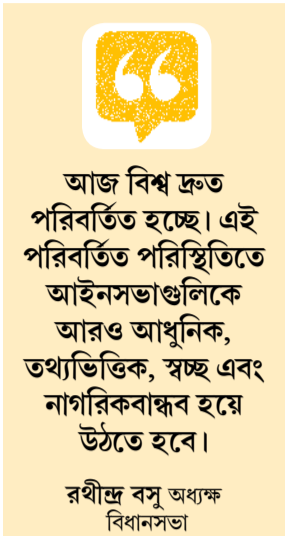 আজ বিশ্ব দ্রুত
পরিবর্তিত হচ্ছে। এই
পরিবর্তিত পরিস্থিতিতে
আইনসভাগুলিকে
আরও আধুনিক,
তথ্যভিত্তিক, স্বচ্ছ এবং
নাগরিকবান্ধব হয়ে
উঠতে হবে।
রথীন্দ্র বসু অধ্যক্ষ
বিধানসভা